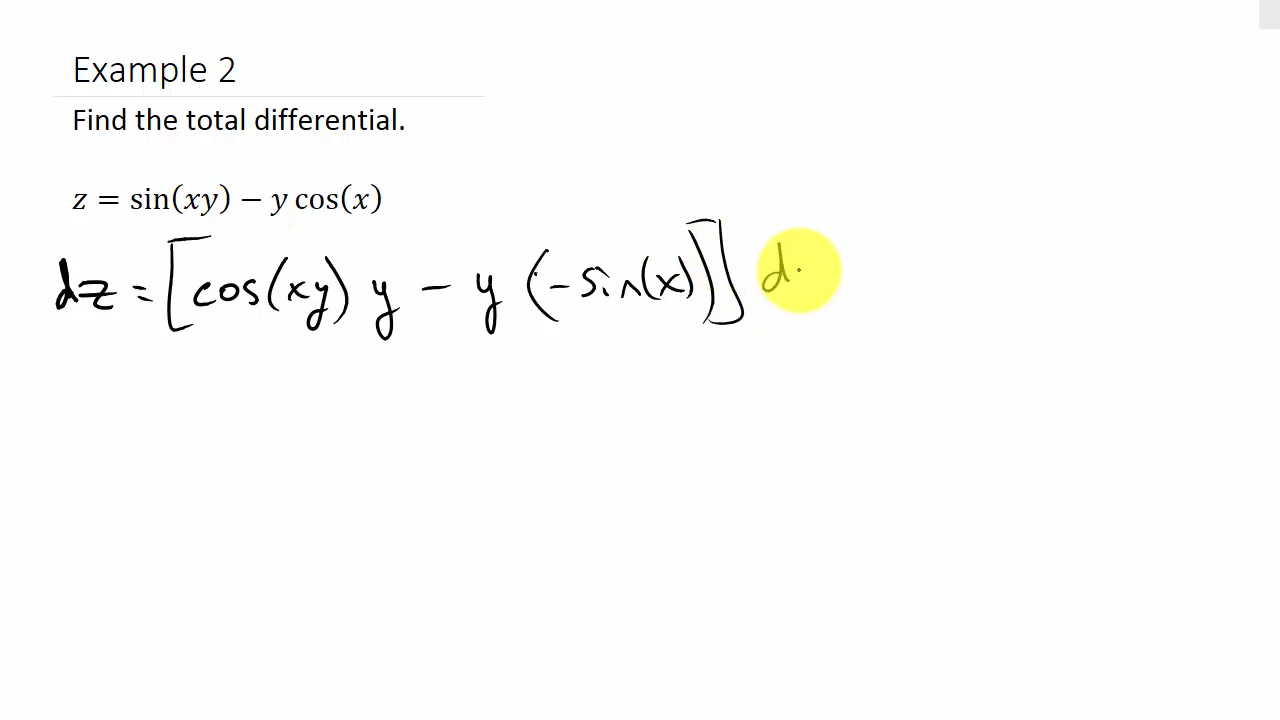 Example 2
Find the total differential.
z = sin(xy) − y cos(x)
dz = [cos(xy) y − y (−sin(x))] d